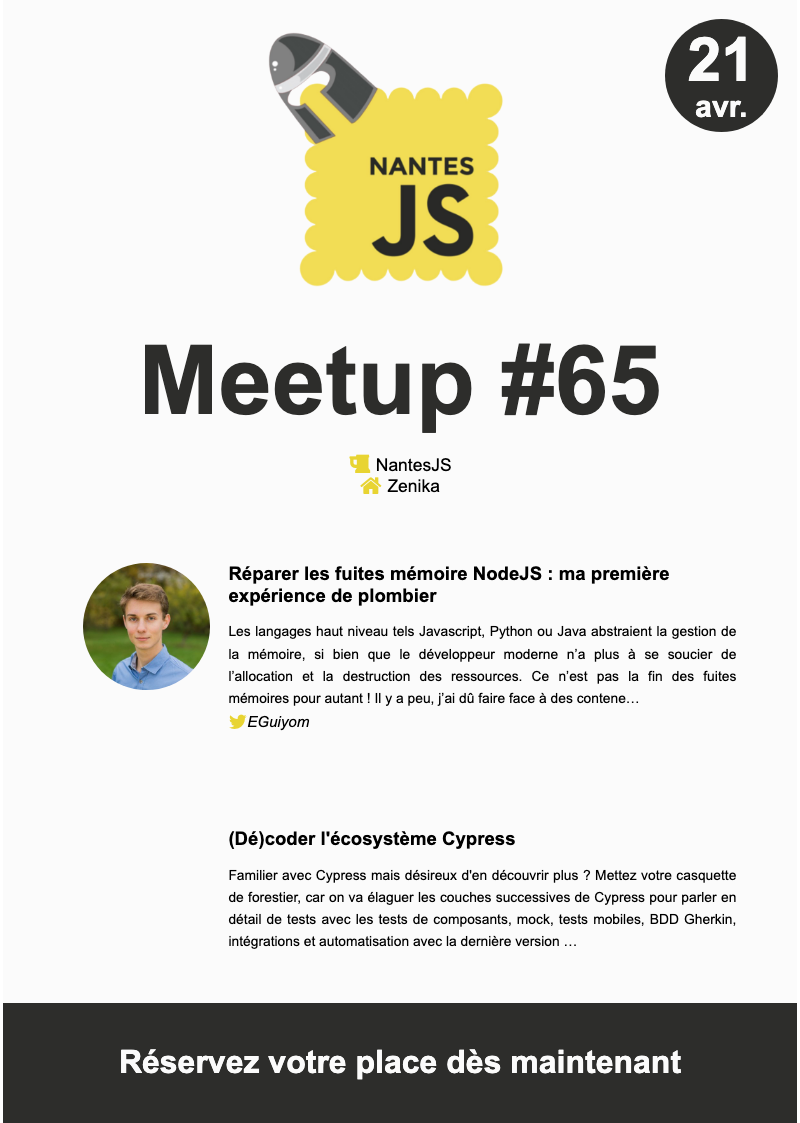 21
avr.
NANTES
JS
Meetup #65
NantesJS
Zenika
Réparer les fuites mémoire NodeJS : ma première
expérience de plombier
Les langages haut niveau tels Javascript, Python ou Java abstraient la gestion de
la mémoire, si bien que le développeur moderne n’a plus à se soucier de
l’allocation et la destruction des ressources. Ce n’est pas la fin des fuites
mémoires pour autant ! Il y a peu, j’ai dû faire face à des contene…
EGuiyom
(Dé)coder l'écosystème Cypress
Familier avec Cypress mais désireux d'en découvrir plus ? Mettez votre casquette
de forestier, car on va élaguer les couches successives de Cypress pour parler en
détail de tests avec les tests de composants, mock, tests mobiles, BDD Gherkin,
intégrations et automatisation avec la dernière version …
Réservez votre place dès maintenant